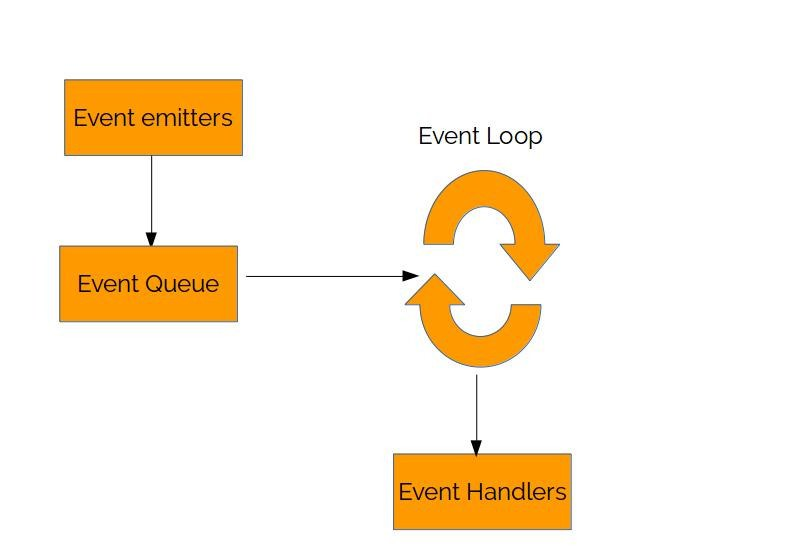 Event emitters
Event Loop
Event Queue
Event Handlers